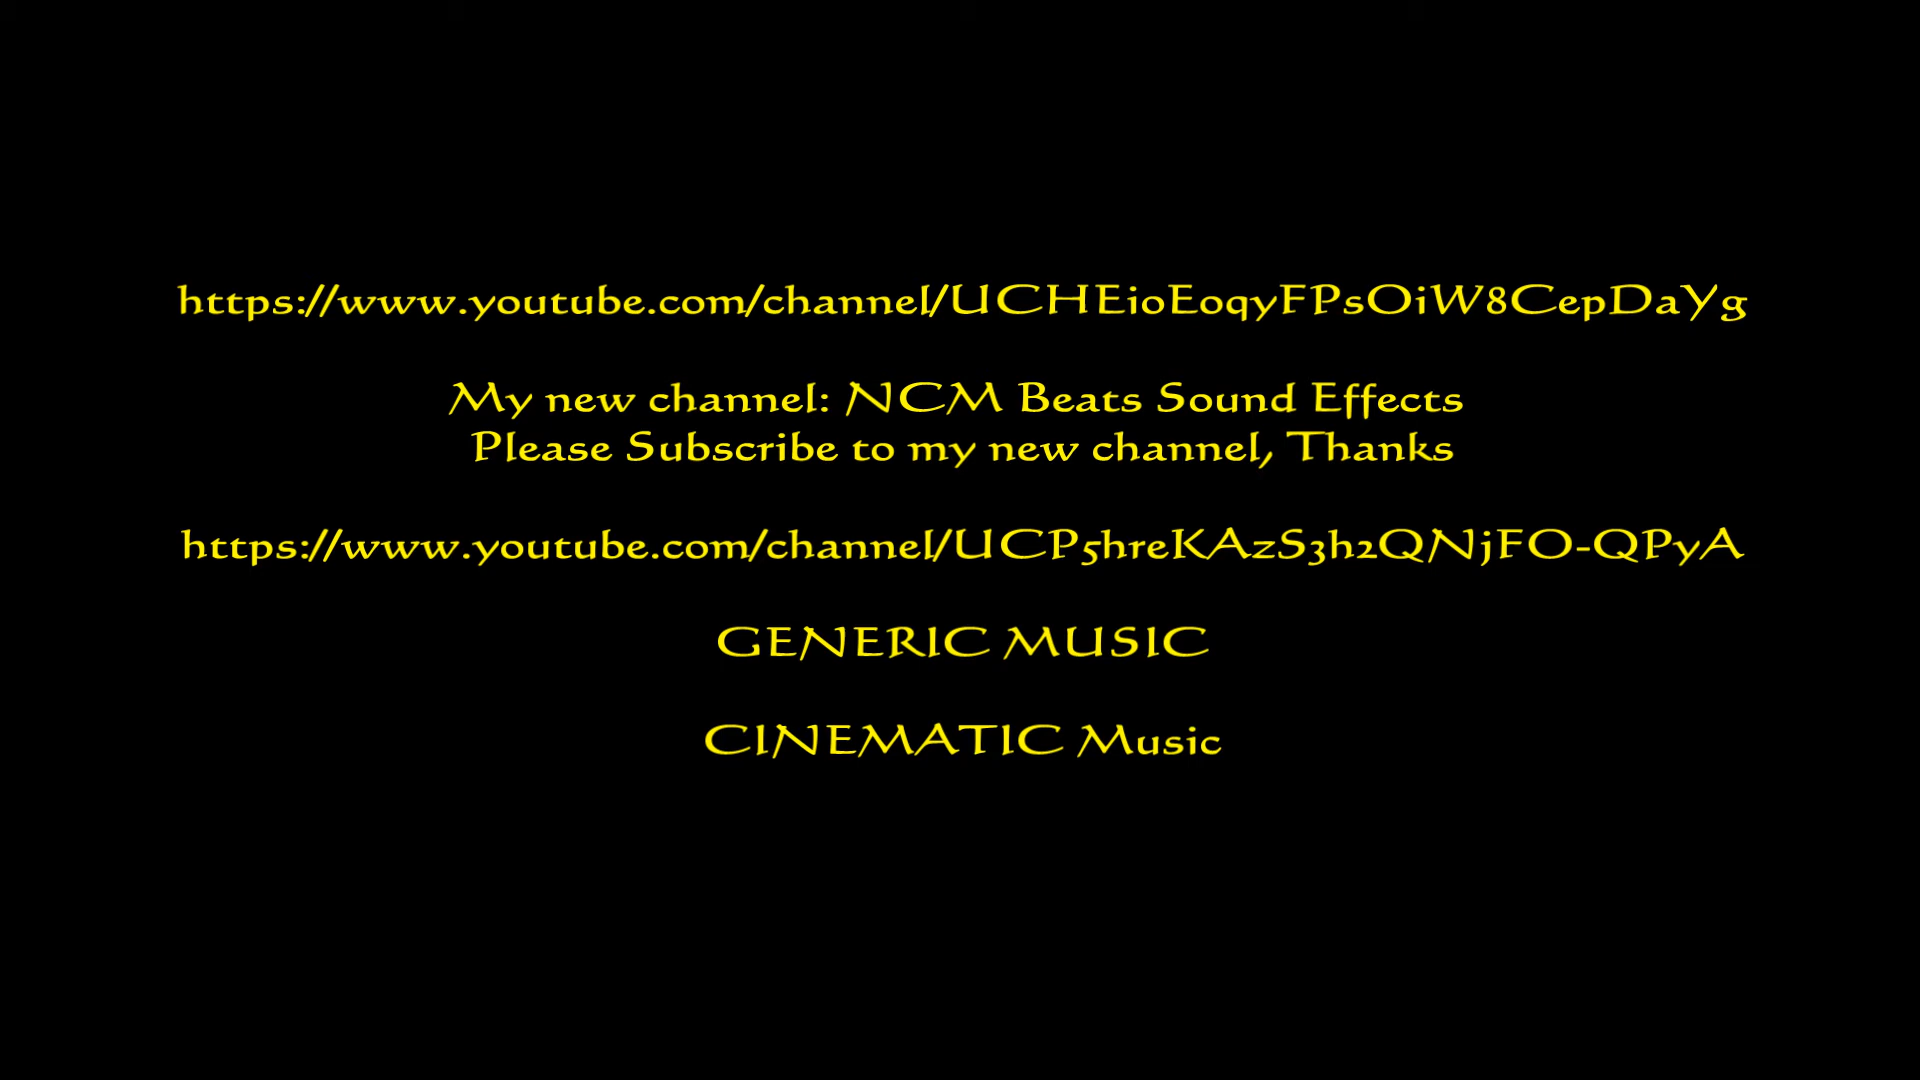 https://www.youtube.com/channel/UCHEioEoqyFPsOiW8CepDaYg
My new channel: NCM Beats Sound Effects
Please Subscribe to my new channel, Thanks
https://www.youtube.com/channel/UCP5hreKAzS3h2QNjFO-QPyA
GENERIC MUSIC
CINEMATIC Music